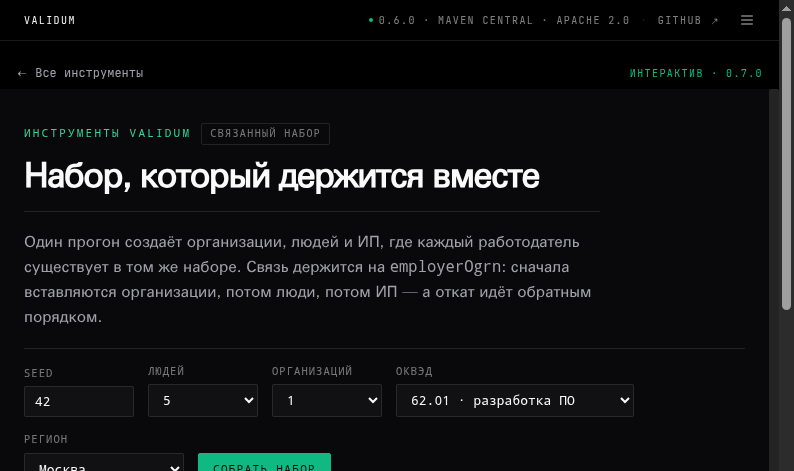 VALIDUM
0.6.0 · MAVEN CENTRAL · APACHE 2.0 · GITHUB ↗
← Все инструменты
ИНТЕРАКТИВ · 0.7.0
ИНСТРУМЕНТЫ VALIDUM СВЯЗАННЫЙ НАБОР
Набор, который держится вместе
Один прогон создаёт организации, людей и ИП, где каждый работодатель
существует в том же наборе. Связь держится на employerOgrn: сначала
вставляются организации, потом люди, потом ИП — а откат идёт обратным
порядком.
SEED ЛЮДЕЙ ОРГАНИЗАЦИЙ ОКВЭД
42 5 1 62.01 · разработка ПО
РЕГИОН
Москва СОБРАТЬ НАБОР